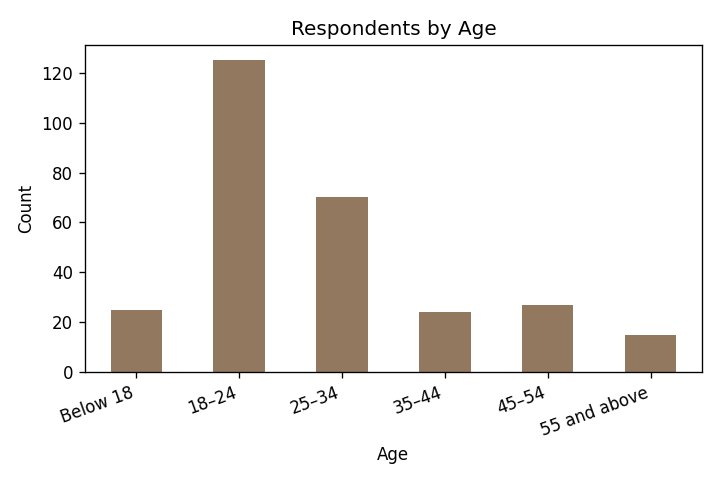 Respondents by Age
Count
120
100
80
60
40
20
0
Below 18
18–24
25–34
35–44
45–54
55 and above
Age